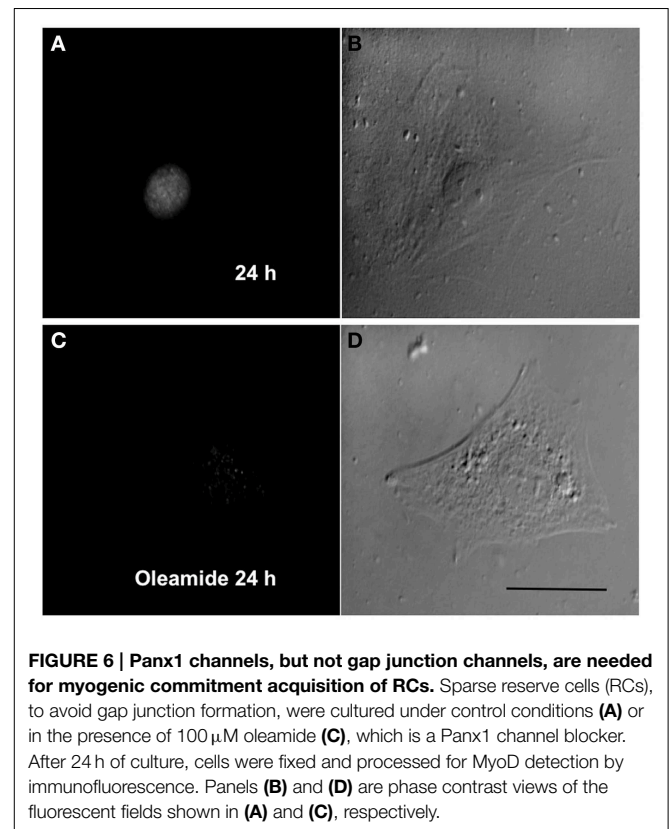 A
B
24 h
C
D
Oleamide 24 h
FIGURE 6 | Panx1 channels, but not gap junction channels, are needed
for myogenic commitment acquisition of RCs. Sparse reserve cells (RCs),
to avoid gap junction formation, were cultured under control conditions (A) or
in the presence of 100 μM oleamide (C), which is a Panx1 channel blocker.
After 24 h of culture, cells were fixed and processed for MyoD detection by
immunofluorescence. Panels (B) and (D) are phase contrast views of the
fluorescent fields shown in (A) and (C), respectively.